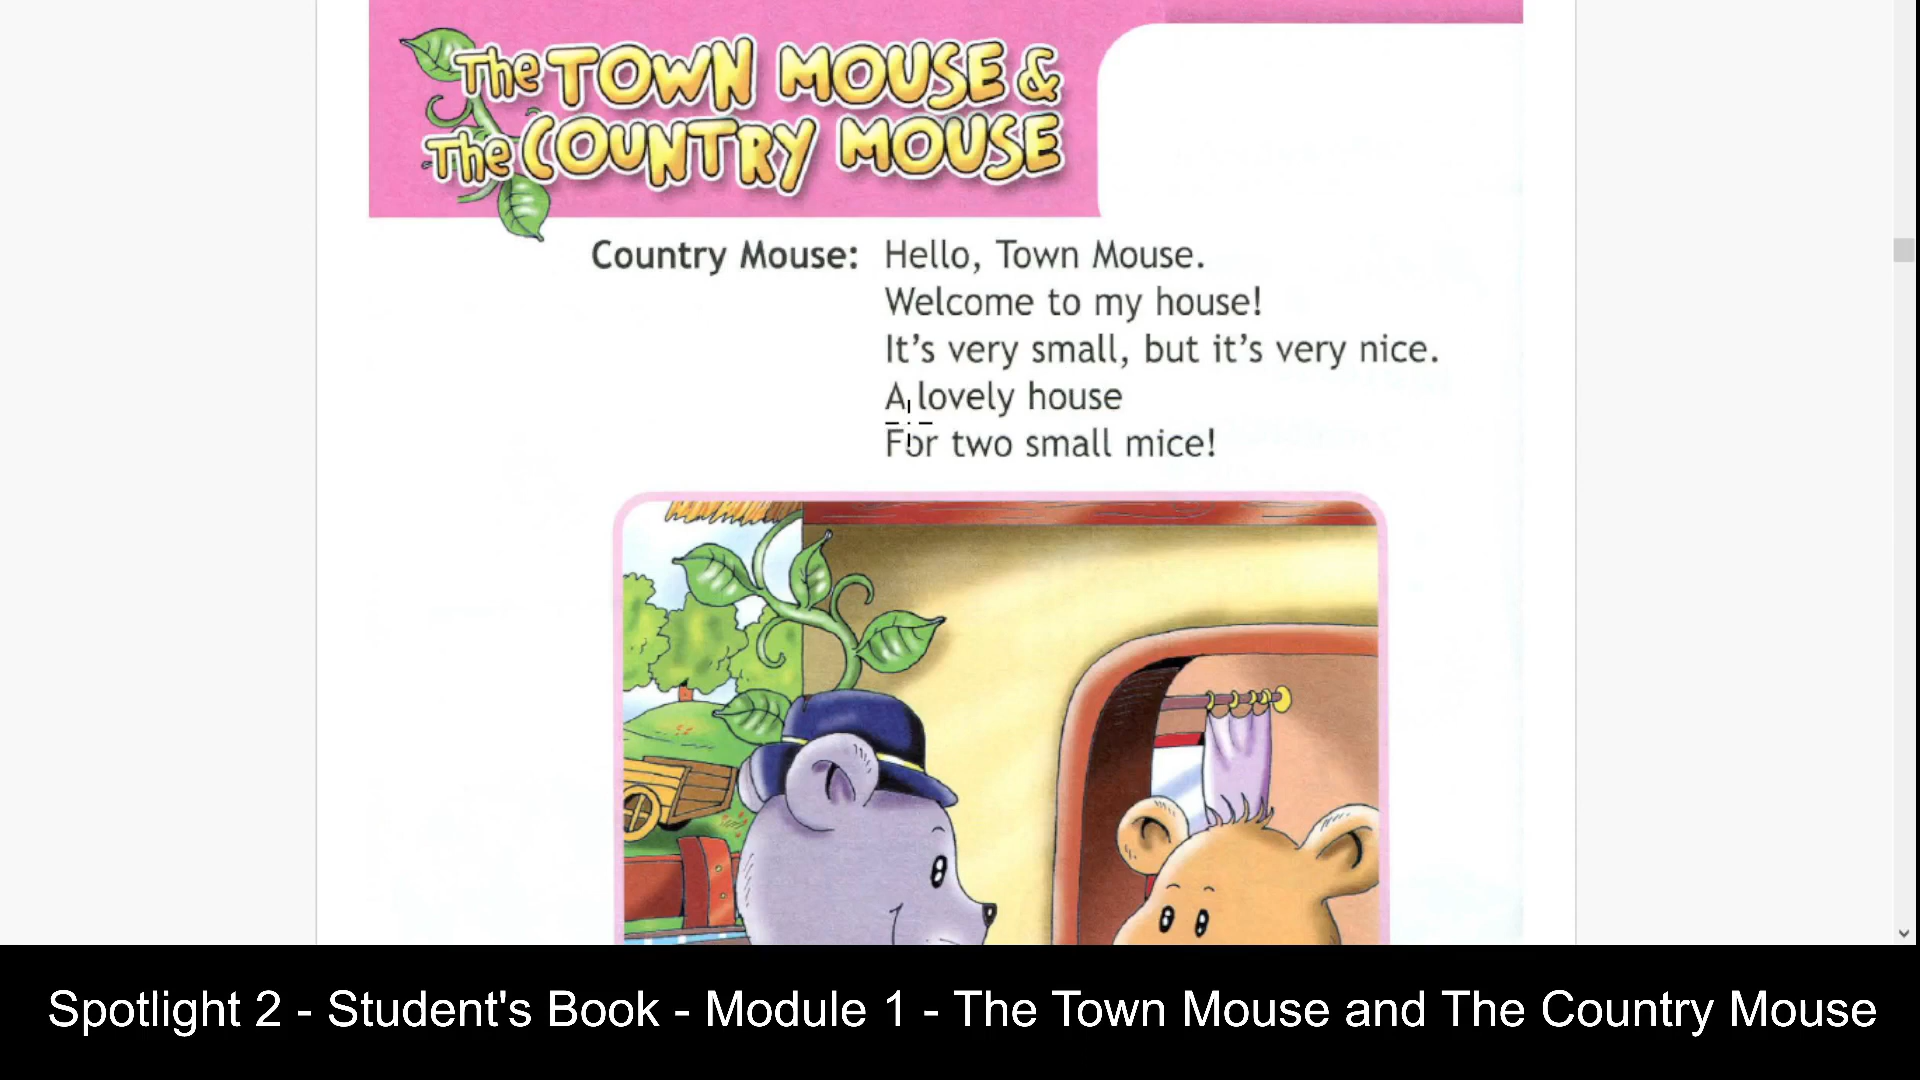 The TOWN MOUSE &
The COUNTRY MOUSE
Country Mouse: Hello, Town Mouse.
Welcome to my house!
It's very small, but it's very nice.
A lovely house
For two small mice!
Spotlight 2 - Student's Book - Module 1 - The Town Mouse and The Country Mouse